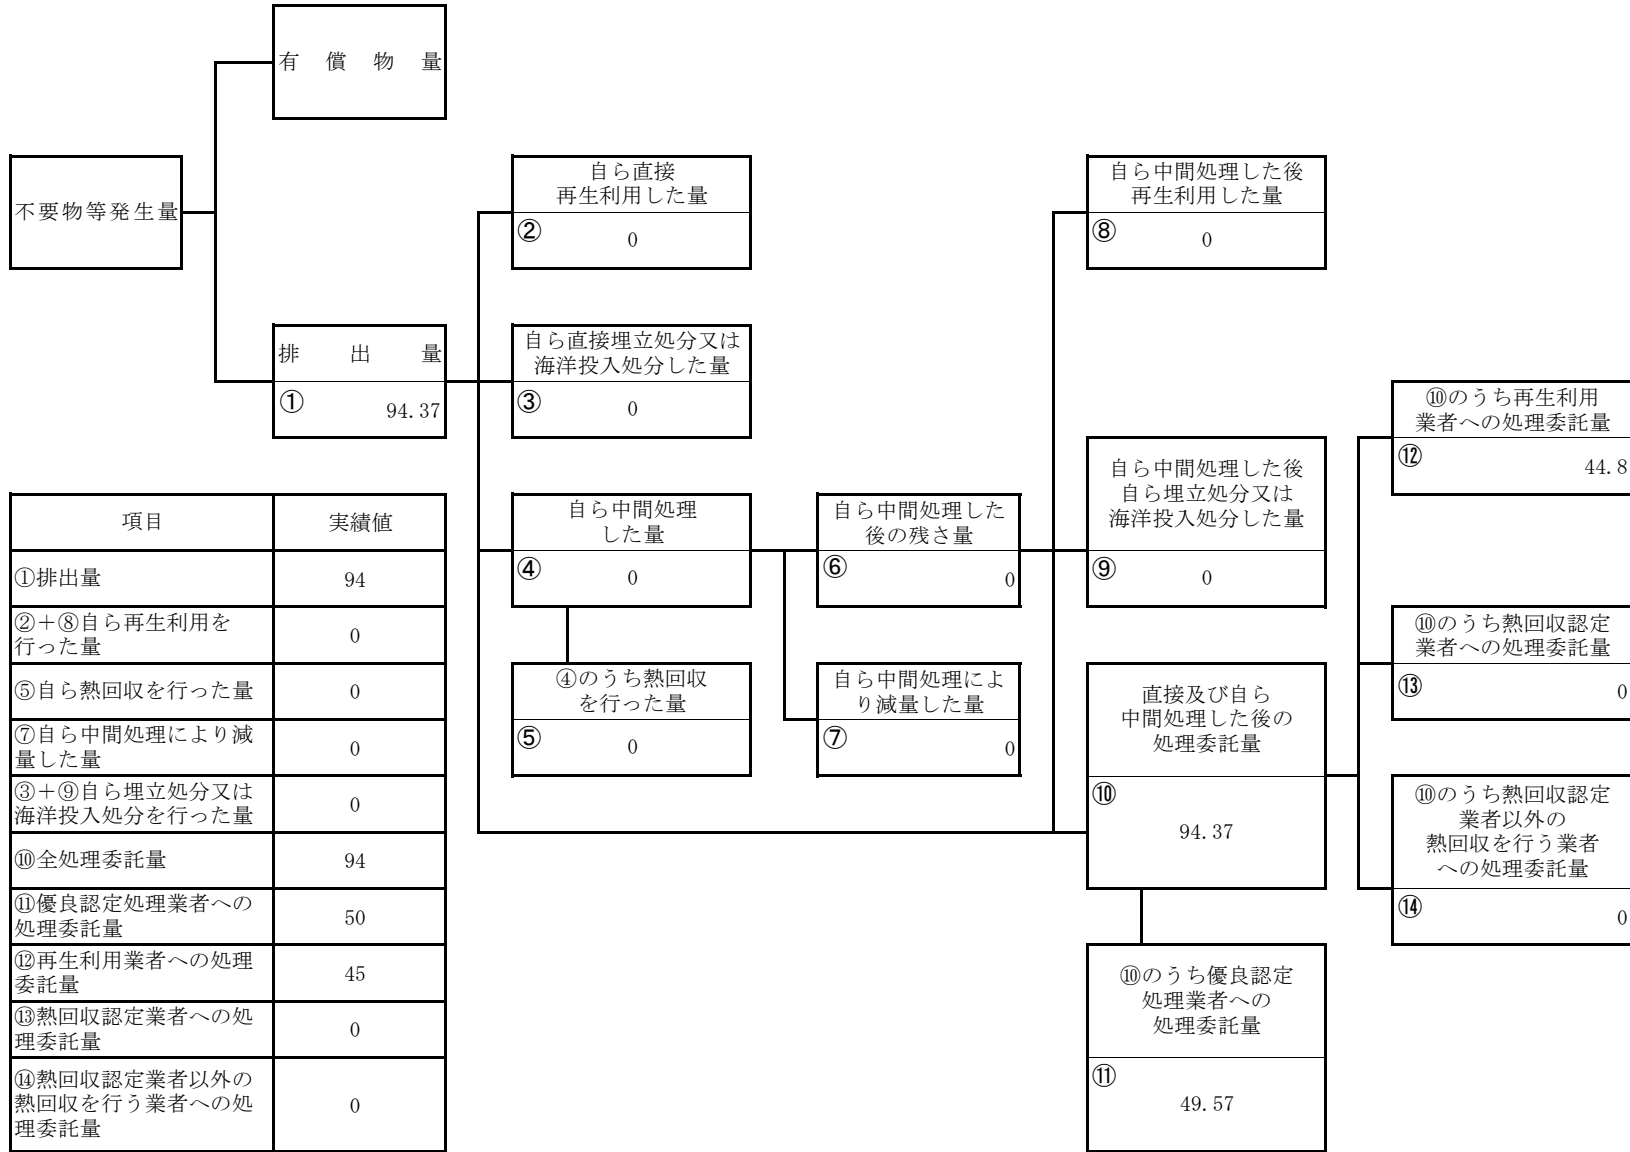 有償物量
不要物等発生量
自ら直接
再生利用した量
② 0
自ら中間処理した後
再生利用した量
⑧ 0
排出量
① 94.37
自ら直接埋立処分又は
海洋投入処分した量
③ 0
⑩のうち再生利用
業者への処理委託量
⑫ 44.8
自ら中間処理
した量
④ 0
自ら中間処理した
後の残さ量
⑥ 0
自ら中間処理した後
自ら埋立処分又は
海洋投入処分した量
⑨ 0
④のうち熱回収
を行った量
⑤ 0
自ら中間処理によ
り減量した量
⑦ 0
直接及び自ら
中間処理した後の
処理委託量
⑩
94.37
⑩のうち熱回収認定
業者への処理委託量
⑬ 0
⑩のうち熱回収認定
業者以外の
熱回収を行う業者
への処理委託量
⑭ 0
⑩のうち優良認定
処理業者への
処理委託量
⑪
49.57
項目 実績値
①排出量 94
②+⑧自ら再生利用を
行った量 0
⑤自ら熱回収を行った量 0
⑦自ら中間処理により減
量した量 0
③+⑨自ら埋立処分又は
海洋投入処分を行った量 0
⑩全処理委託量 94
⑪優良認定処理業者への
処理委託量 50
⑫再生利用業者への処理
委託量 45
⑬熱回収認定業者への処
理委託量 0
⑭熱回収認定業者以外の
熱回収を行う業者への処
理委託量 0